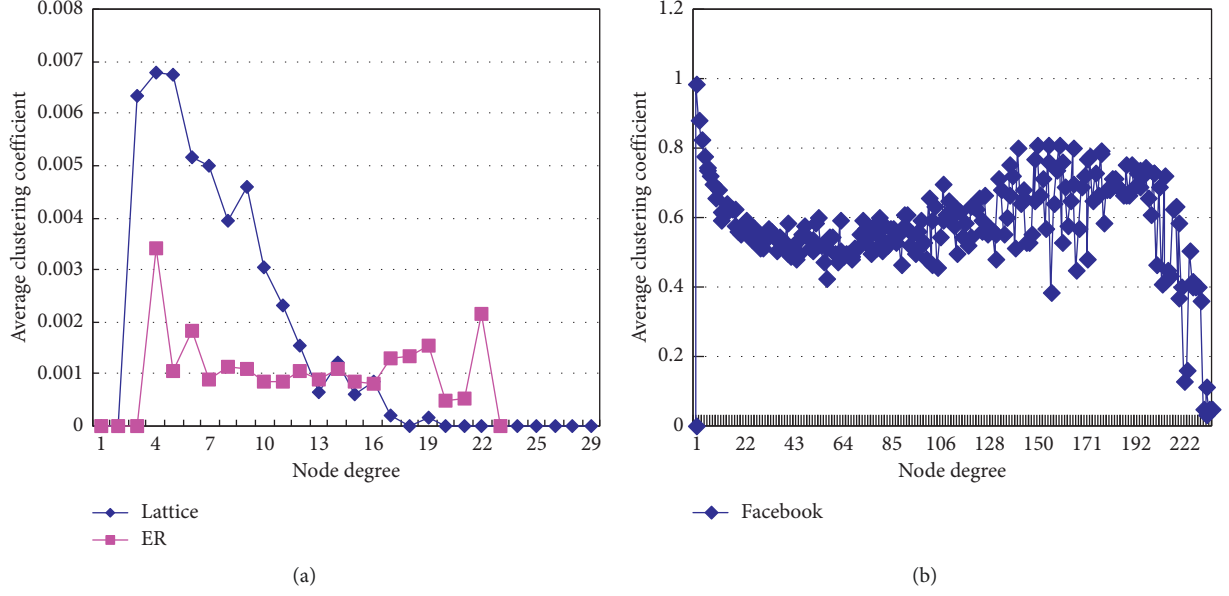 0.008
0.007
0.006
0.005
0.004
0.003
0.002
0.001
0
Average clustering coefficient
1 4 7 10 13 16 19 22 25 29
Node degree
Lattice
ER
(a)
1.2
1
0.8
0.6
0.4
0.2
0
Average clustering coefficient
1 22 43 64 85 106 128 150 171 192 222
Node degree
Facebook
(b)